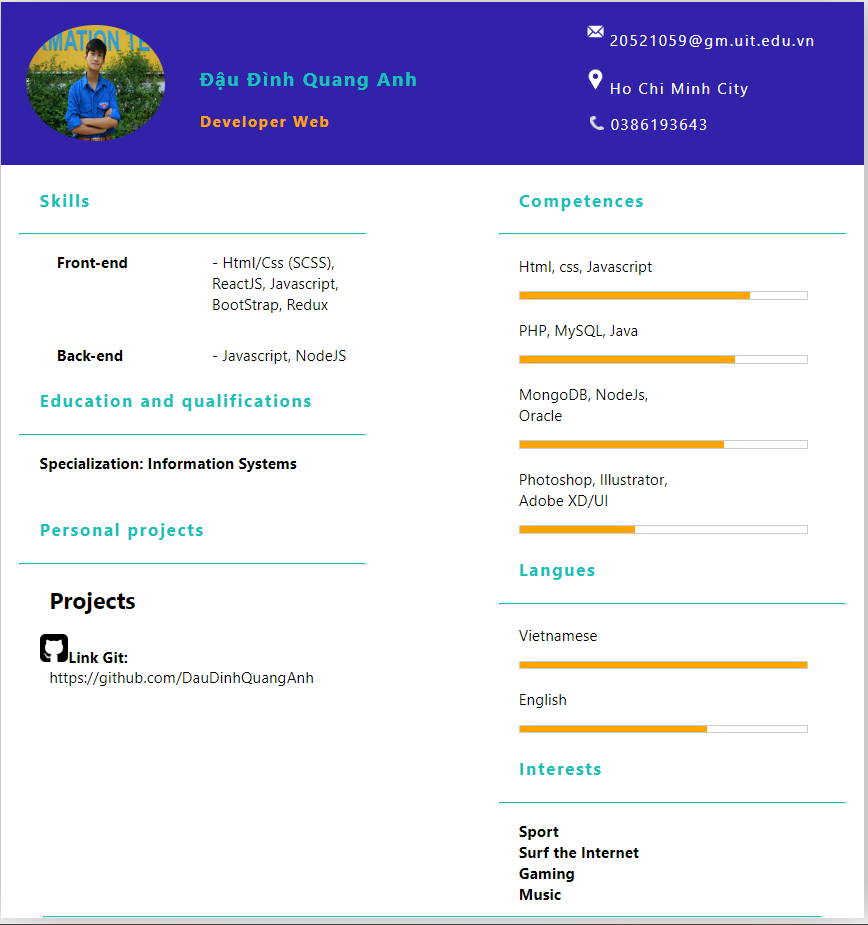 Đậu Đình Quang Anh
Developer Web
20521059@gm.uit.edu.vn
Ho Chi Minh City
0386193643
Skills
Front-end
- Html/Css (SCSS),
ReactJS, Javascript,
BootStrap, Redux
Back-end
- Javascript, NodeJS
Education and qualifications
Specialization: Information Systems
Personal projects
Projects
Link Git:
https://github.com/DauDinhQuangAnh
Competences
Html, css, Javascript
PHP, MySQL, Java
MongoDB, NodeJs,
Oracle
Photoshop, Illustrator,
Adobe XD/UI
Langues
Vietnamese
English
Interests
Sport
Surf the Internet
Gaming
Music